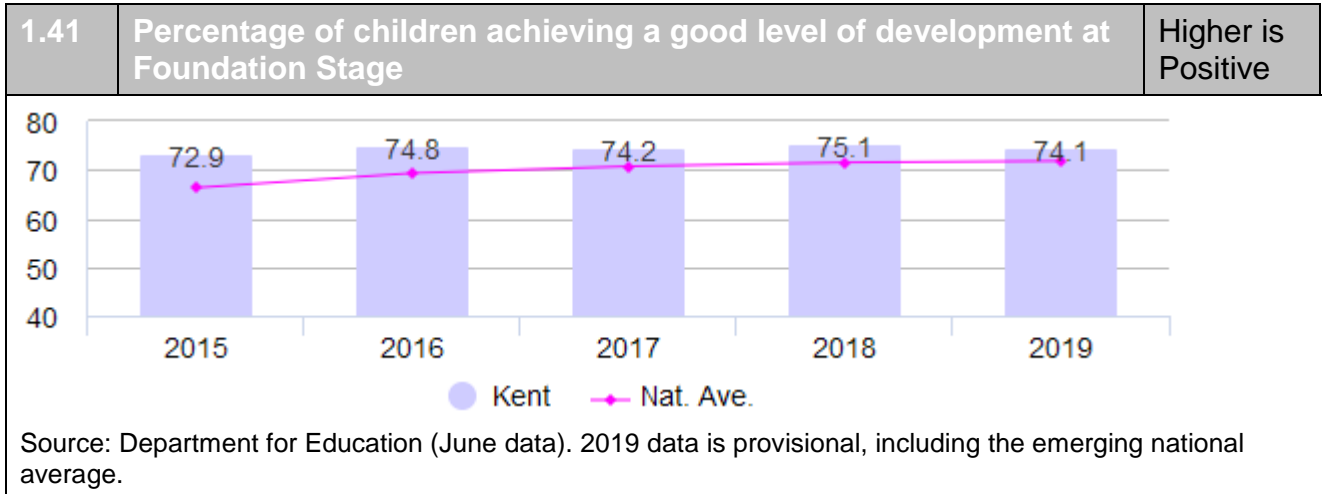 1.41 Percentage of children achieving a good level of development at Foundation Stage Higher is Positive
80
70
60
50
40
72.9 74.8 74.2 75.1 74.1
2015 2016 2017 2018 2019
Kent Nat. Ave.
Source: Department for Education (June data). 2019 data is provisional, including the emerging national
average.